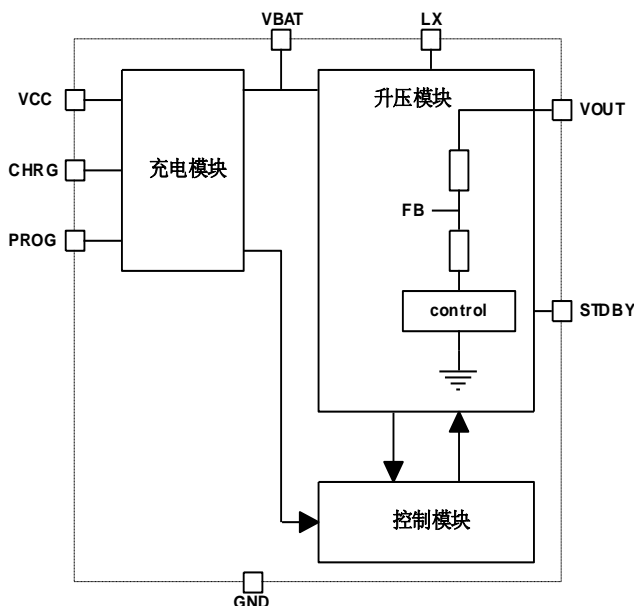 VBAT
LX
VCC
升压模块
VOUT
充电模块
CHRG
FB
PROG
control
STDBY
控制模块
GND